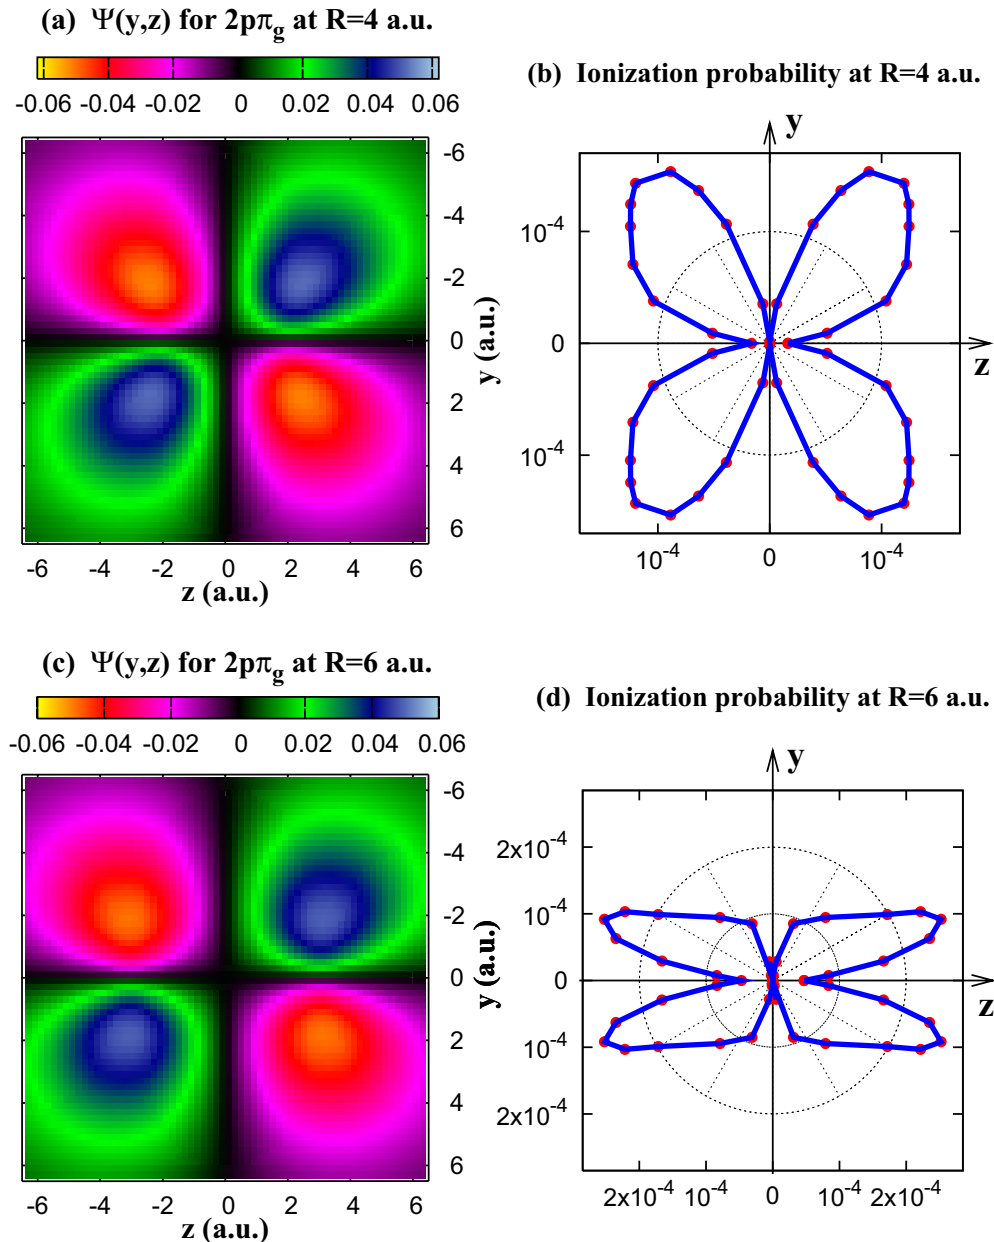 (a) Ψ(y,z) for 2pπg at R=4 a.u.
-0.06 -0.04 -0.02 0 0.02 0.04 0.06
-6
-4
-2
0
2
4
6
y (a.u.)
-6 -4 -2 0 2 4 6
z (a.u.)
(b) Ionization probability at R=4 a.u.
y
10-4
0
z
10-4
10-4 0 10-4
(c) Ψ(y,z) for 2pπg at R=6 a.u.
-0.06 -0.04 -0.02 0 0.02 0.04 0.06
-6
-4
-2
0
2
4
6
y (a.u.)
-6 -4 -2 0 2 4 6
z (a.u.)
(d) Ionization probability at R=6 a.u.
y
2x10-4
10-4
0
z
10-4
2x10-4
2x10-4 10-4 0 10-4 2x10-4